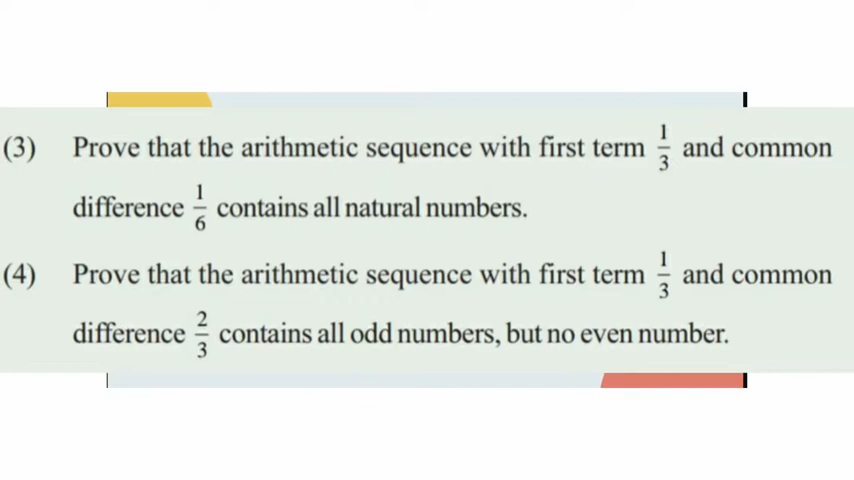 (3) Prove that the arithmetic sequence with first term 1/3 and common
difference 1/6 contains all natural numbers.
(4) Prove that the arithmetic sequence with first term 1/3 and common
difference 2/3 contains all odd numbers, but no even number.